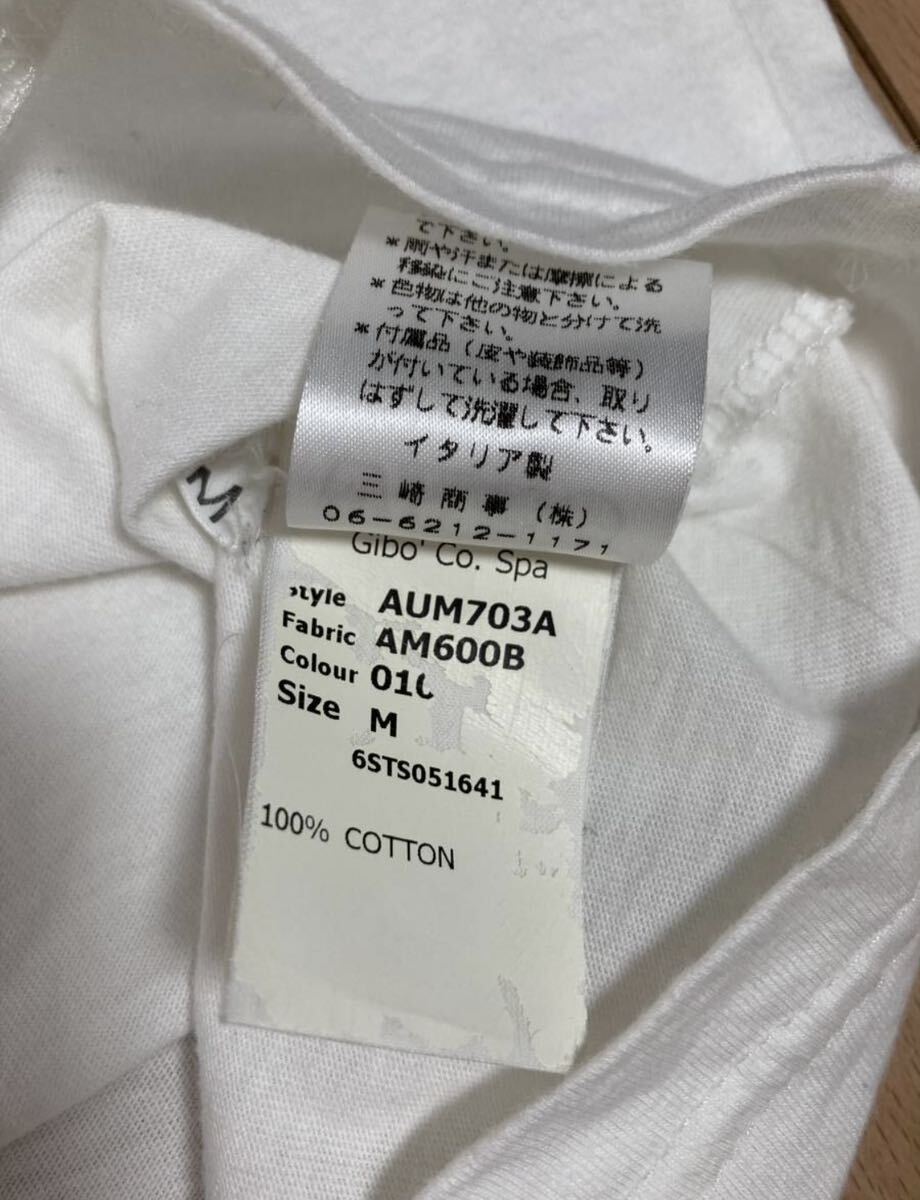 て下さい。
*雨や汗または摩擦による
移染にご注意下さい。
*色物は他の物と分けて洗
って下さい。
*付属品(皮や装飾品等)
が付いている場合、取り
はずして洗濯して下さい。
イタリア製
三崎商事(株)
06-6212-1171
M
Gibo' Co. Spa
Style AUM703A
Fabric AM600B
Colour 010
Size M
6STS051641
100% COTTON